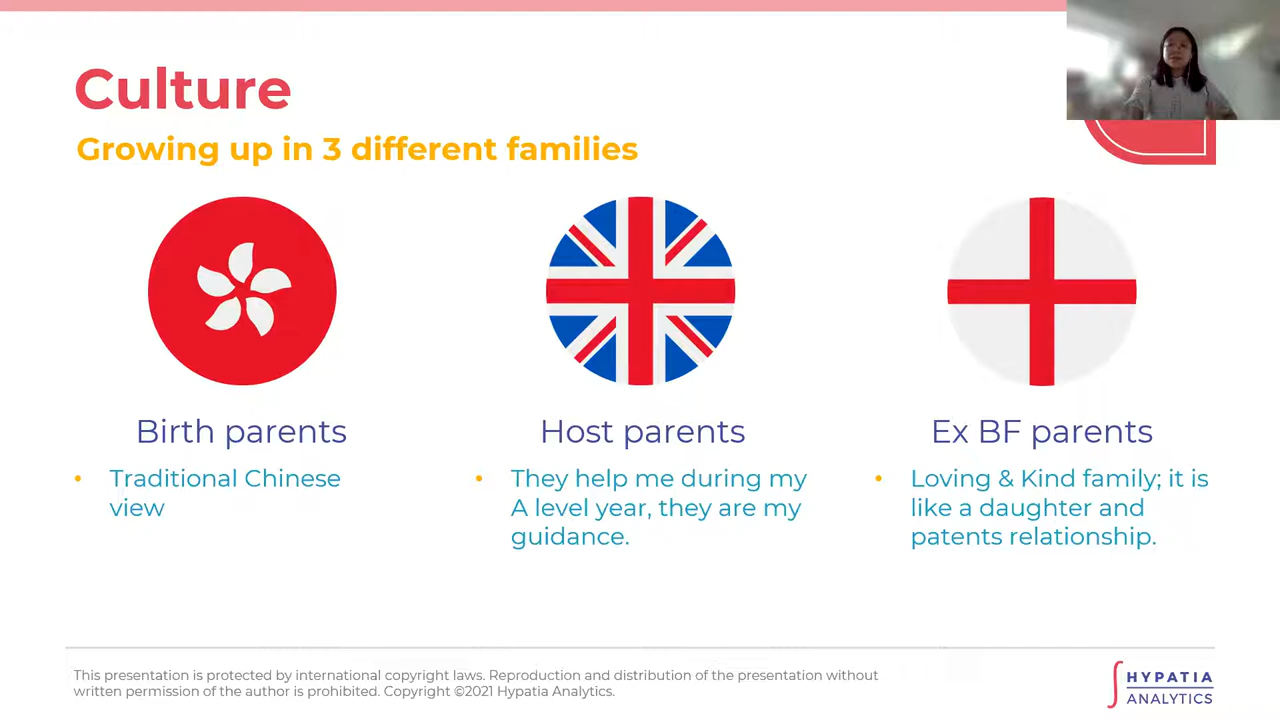 Culture
Growing up in 3 different families
Birth parents
• Traditional Chinese
view
Host parents
• They help me during my
A level year, they are my
guidance.
Ex BF parents
• Loving & Kind family; it is
like a daughter and
patents relationship.
This presentation is protected by international copyright laws. Reproduction and distribution of the presentation without
written permission of the author is prohibited. Copyright ©2021 Hypatia Analytics.
HYPATIA
ANALYTICS